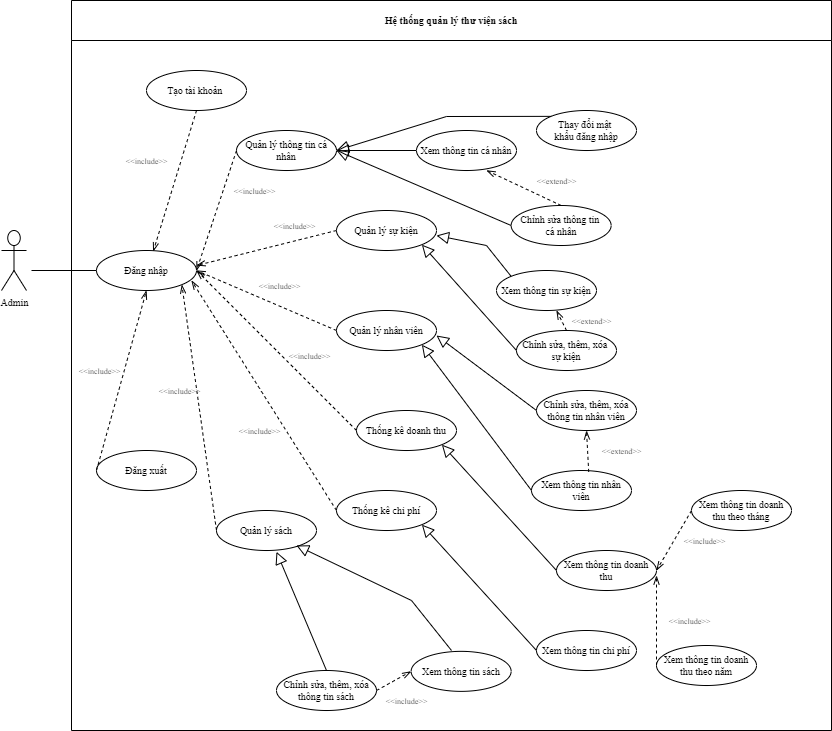 Hệ thống quản lý thư viện sách
Tạo tài khoản
<<include>>
Quản lý thông tin cá
nhân
Xem thông tin cá nhân
Thay đổi mật
khẩu đăng nhập
<<include>>
<<extend>>
Chỉnh sửa thông tin
cá nhân
<<include>>
Quản lý sự kiện
Admin
Đăng nhập
<<include>>
Xem thông tin sự kiện
<<extend>>
Quản lý nhân viên
Chỉnh sửa, thêm, xóa
sự kiện
<<include>>
<<include>>
<<include>>
Chỉnh sửa, thêm, xóa
thông tin nhân viên
Thống kê doanh thu
<<include>>
<<extend>>
Đăng xuất
Xem thông tin nhân
viên
Thống kê chi phí
Xem thông tin doanh
thu theo tháng
Quản lý sách
<<include>>
Xem thông tin doanh
thu
<<include>>
Xem thông tin chi phí
Xem thông tin doanh
thu theo năm
Xem thông tin sách
Chỉnh sửa, thêm, xóa
thông tin sách
<<include>>